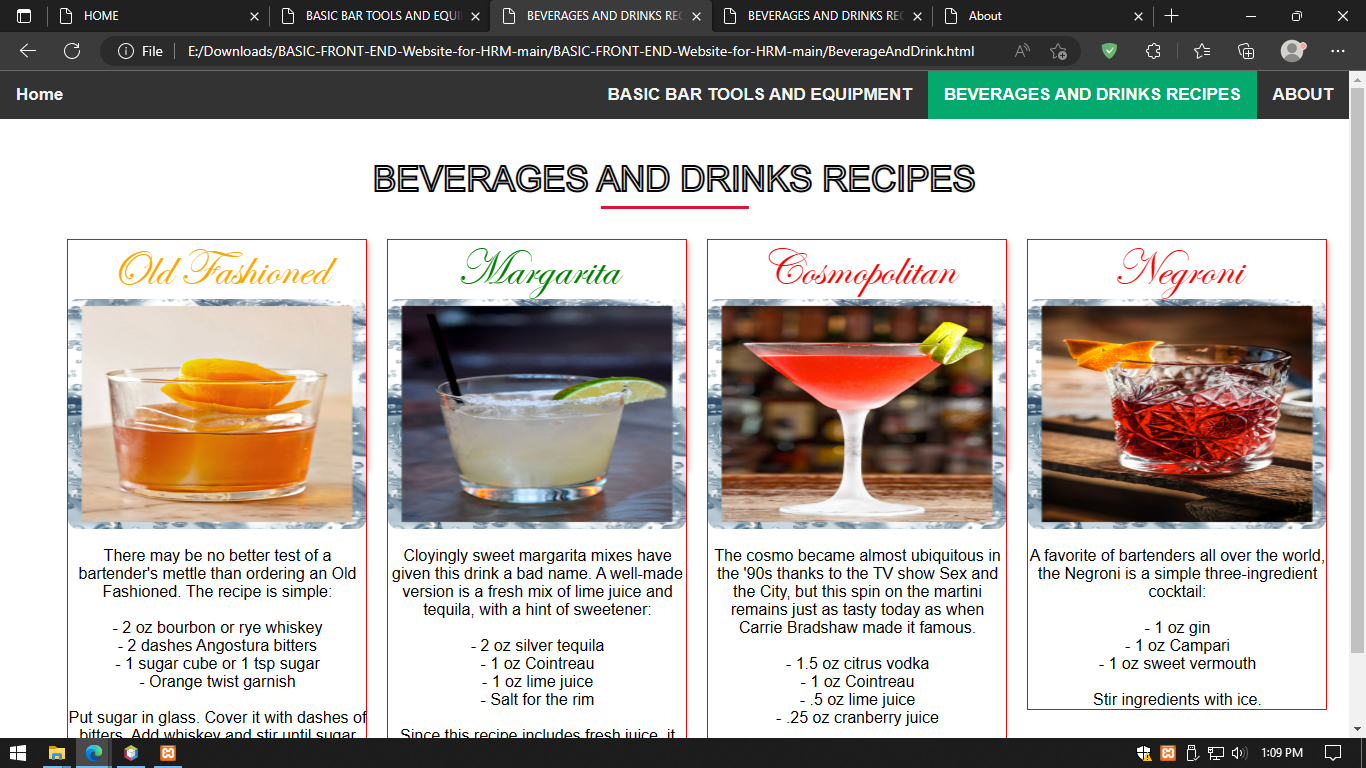 HOME
BASIC BAR TOOLS AND EQUI
BEVERAGES AND DRINKS REC
BEVERAGES AND DRINKS REC
About
File
E:/Downloads/BASIC-FRONT-END-Website-for-HRM-main/BASIC-FRONT-END-Website-for-HRM-main/BeverageAndDrink.html
Home
BASIC BAR TOOLS AND EQUIPMENT
BEVERAGES AND DRINKS RECIPES
ABOUT
BEVERAGES AND DRINKS RECIPES
Old Fashioned
There may be no better test of a
bartender's mettle than ordering an Old
Fashioned. The recipe is simple:
- 2 oz bourbon or rye whiskey
- 2 dashes Angostura bitters
- 1 sugar cube or 1 tsp sugar
- Orange twist garnish
Put sugar in glass. Cover it with dashes of
bitters. Add whiskey and stir until sugar
Margarita
Cloyingly sweet margarita mixes have
given this drink a bad name. A well-made
version is a fresh mix of lime juice and
tequila, with a hint of sweetener:
- 2 oz silver tequila
- 1 oz Cointreau
- 1 oz lime juice
- Salt for the rim
Since this recipe includes fresh juice, it
Cosmopolitan
The cosmo became almost ubiquitous in
the '90s thanks to the TV show Sex and
the City, but this spin on the martini
remains just as tasty today as when
Carrie Bradshaw made it famous.
- 1.5 oz citrus vodka
- 1 oz Cointreau
- .5 oz lime juice
- .25 oz cranberry juice
Negroni
A favorite of bartenders all over the world,
the Negroni is a simple three-ingredient
cocktail:
- 1 oz gin
- 1 oz Campari
- 1 oz sweet vermouth
Stir ingredients with ice.
1:09 PM